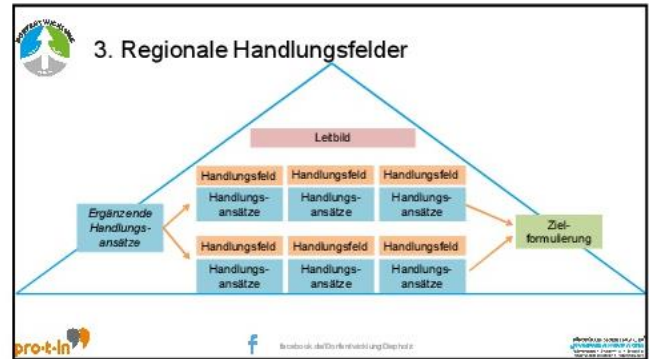 DORFENTWICKLUNG
3. Regionale Handlungsfelder
Leitbild
Handlungsfeld Handlungsfeld Handlungsfeld
Handlungs-
ansätze
Handlungs-
ansätze
Handlungs-
ansätze
Ergänzende
Handlungs-
ansätze
Ziel-
formulierung
Handlungsfeld Handlungsfeld Handlungsfeld
Handlungs-
ansätze
Handlungs-
ansätze
Handlungs-
ansätze
pro-t-in
facebook.de/DorfentwicklungDiepholz